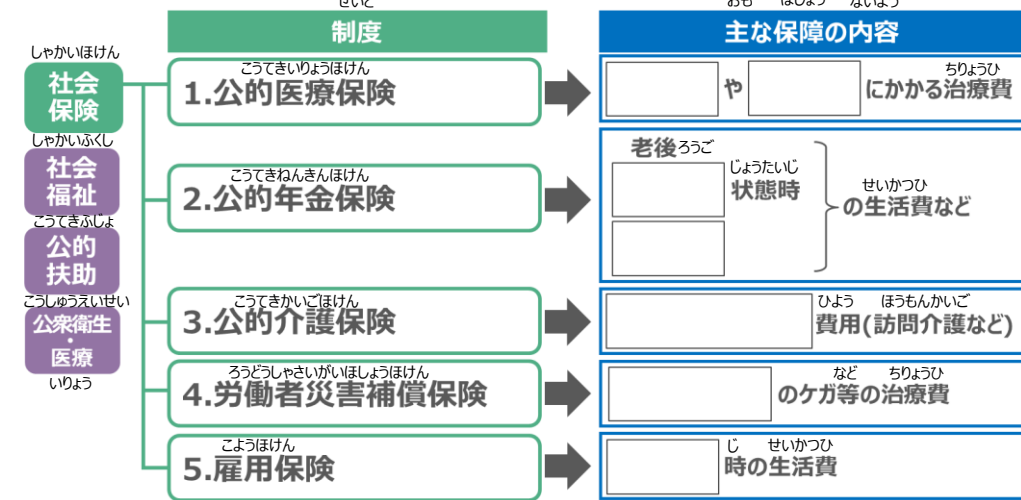 せいど
制度
おも ほしょう ないよう
主な保障の内容
しゃかいほけん
社会
保険
しゃかいふくし
社会
福祉
こうてきふじょ
公的
扶助
こうしゅうえいせい
公衆衛生
・
医療
いりょう
こうてきいりょうほけん
1.公的医療保険
ちりょうひ
や にかかる治療費
こうてきねんきんほけん
2.公的年金保険
老後ろうご
じょうたいじ
状態時
せいかつひ
の生活費など
こうてきかいごほけん
3.公的介護保険
ひよう ほうもんかいご
費用(訪問介護など)
ろうどうしゃさいがいほしょうほけん
4.労働者災害補償保険
など ちりょうひ
のケガ等の治療費
こようほけん
5.雇用保険
じ せいかつひ
時の生活費